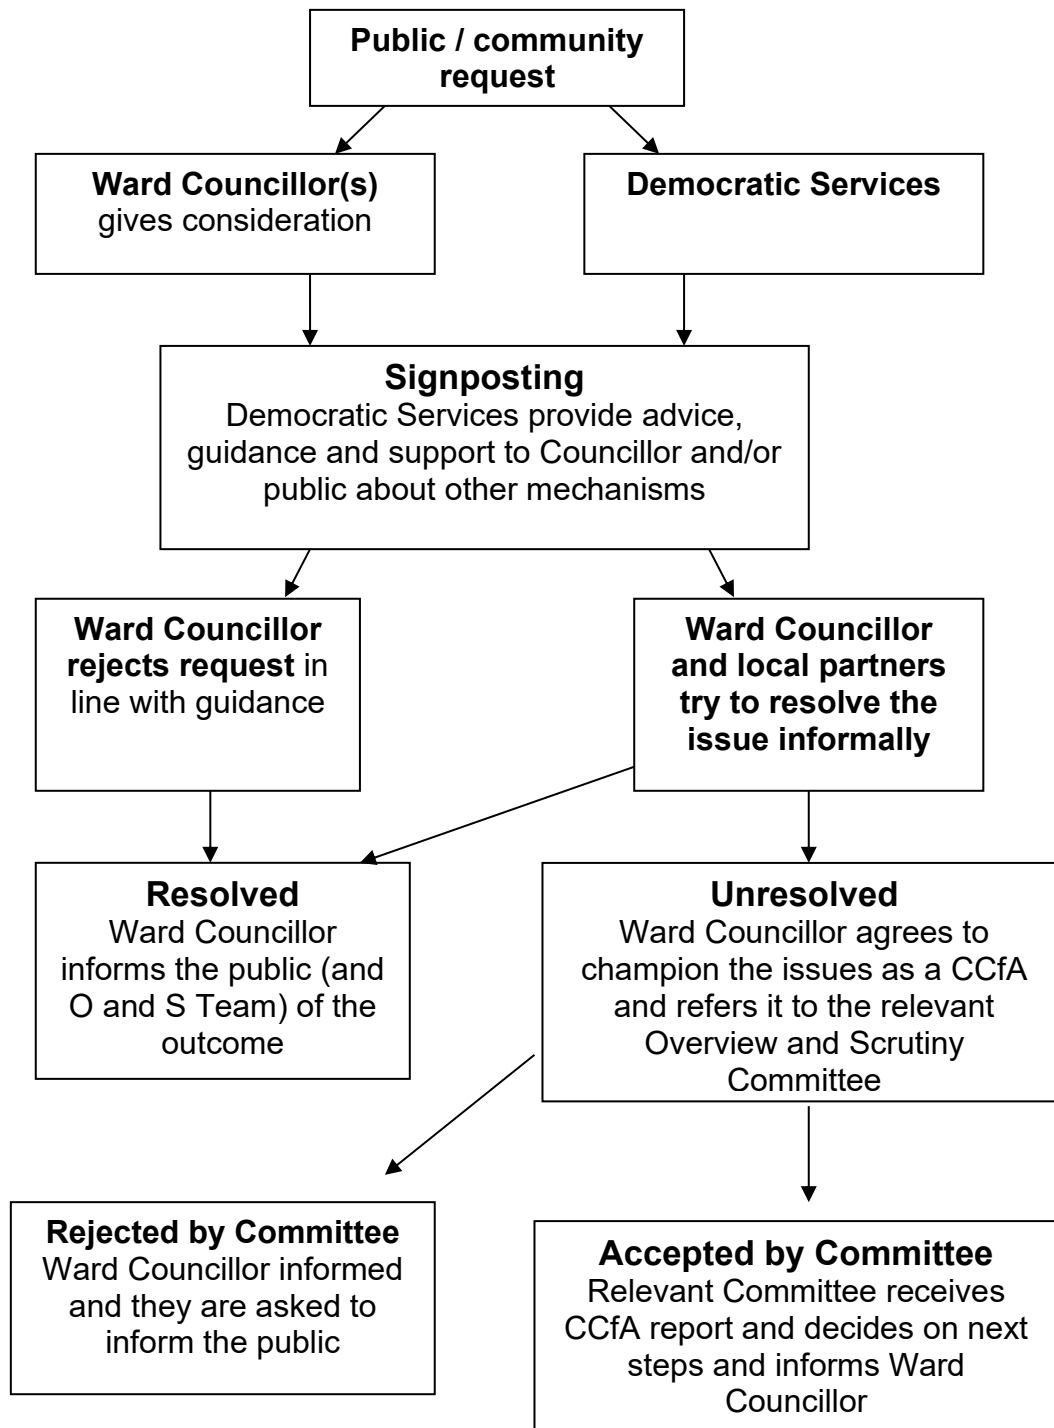 Public / community
request
Ward Councillor(s)
gives consideration
Democratic Services
Signposting
Democratic Services provide advice,
guidance and support to Councillor and/or
public about other mechanisms
Ward Councillor
rejects request in
line with guidance
Ward Councillor
and local partners
try to resolve the
issue informally
Resolved
Ward Councillor
informs the public (and
O and S Team) of the
outcome
Unresolved
Ward Councillor agrees to
champion the issues as a CCfA
and refers it to the relevant
Overview and Scrutiny
Committee
Rejected by Committee
Ward Councillor informed
and they are asked to
inform the public
Accepted by Committee
Relevant Committee receives
CCfA report and decides on next
steps and informs Ward
Councillor